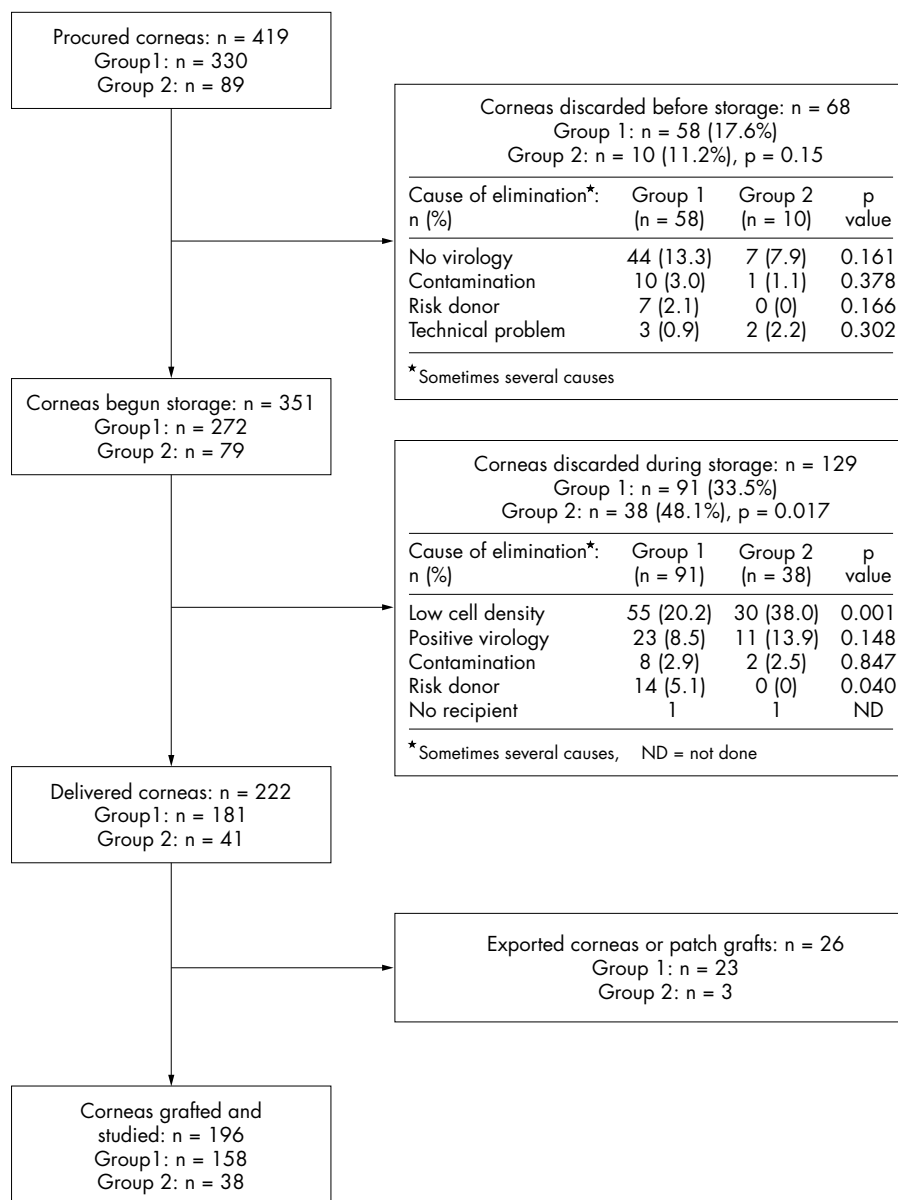 Procured corneas: n = 419
Group1: n = 330
Group 2: n = 89
Corneas discarded before storage: n = 68
Group 1: n = 58 (17.6%)
Group 2: n = 10 (11.2%), p = 0.15
Cause of elimination★: Group 1 Group 2 p
n (%) (n = 58) (n = 10) value
No virology 44 (13.3) 7 (7.9) 0.161
Contamination 10 (3.0) 1 (1.1) 0.378
Risk donor 7 (2.1) 0 (0) 0.166
Technical problem 3 (0.9) 2 (2.2) 0.302
★Sometimes several causes
Corneas begun storage: n = 351
Group1: n = 272
Group 2: n = 79
Corneas discarded during storage: n = 129
Group 1: n = 91 (33.5%)
Group 2: n = 38 (48.1%), p = 0.017
Cause of elimination★: Group 1 Group 2 p
n (%) (n = 91) (n = 38) value
Low cell density 55 (20.2) 30 (38.0) 0.001
Positive virology 23 (8.5) 11 (13.9) 0.148
Contamination 8 (2.9) 2 (2.5) 0.847
Risk donor 14 (5.1) 0 (0) 0.040
No recipient 1 1 ND
★Sometimes several causes, ND = not done
Delivered corneas: n = 222
Group1: n = 181
Group 2: n = 41
Exported corneas or patch grafts: n = 26
Group 1: n = 23
Group 2: n = 3
Corneas grafted and
studied: n = 196
Group1: n = 158
Group 2: n = 38